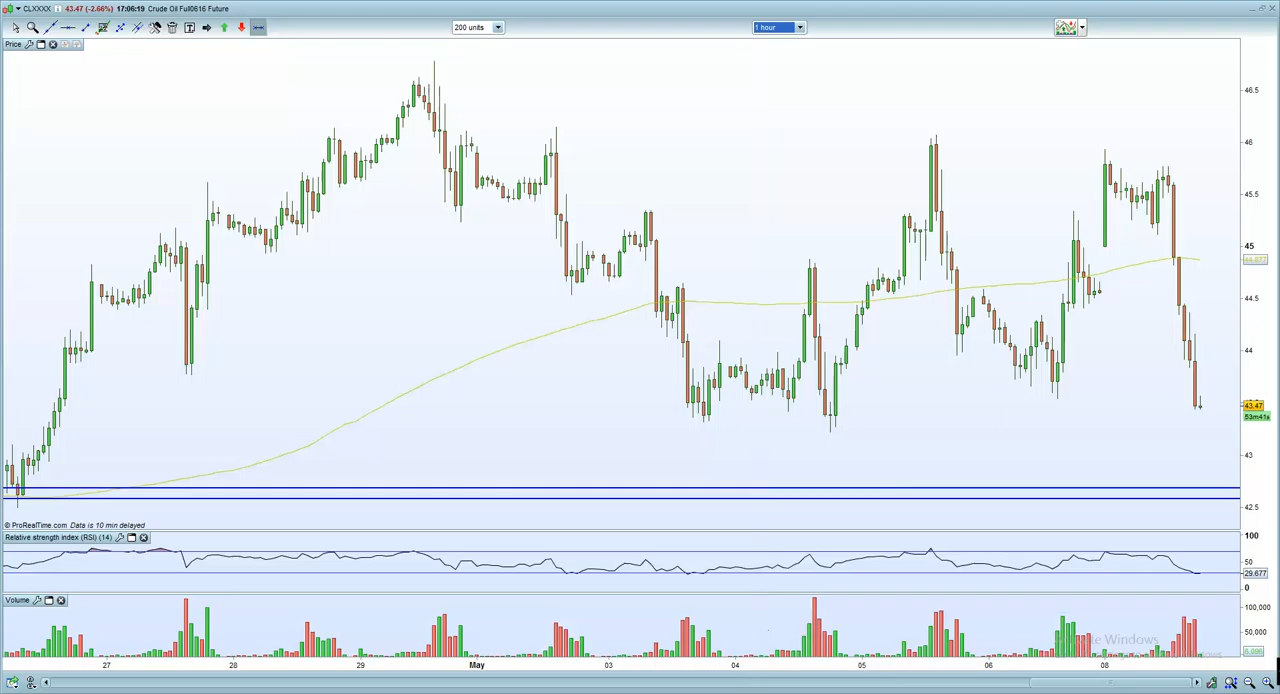 CLXXXX 43.47 (-2.66%) 17:06:19 Crude Oil Full0616 Future
200 units
1 hour
Price
46.5
46
45.5
45
44.5
44
43.47
53m41s
43
42.5
© ProRealTime.com Data is 10 min delayed
Relative strength index (RSI) (14)
100
50
29.677
0
Volume
100,000
50,000
27 28 29 May 03 04 05 06 08